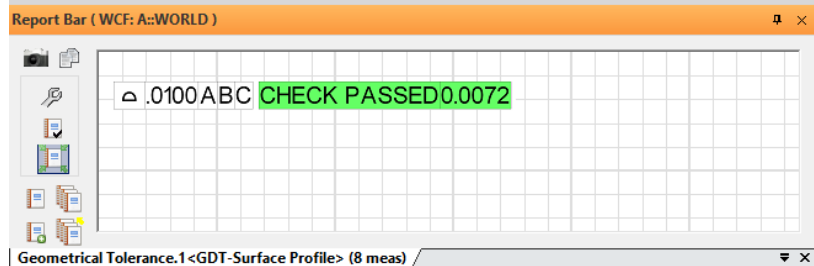 Report Bar ( WCF: A::WORLD )
⌓ .0100 A B C CHECK PASSED 0.0072
Geometrical Tolerance.1<GDT-Surface Profile> (8 meas)